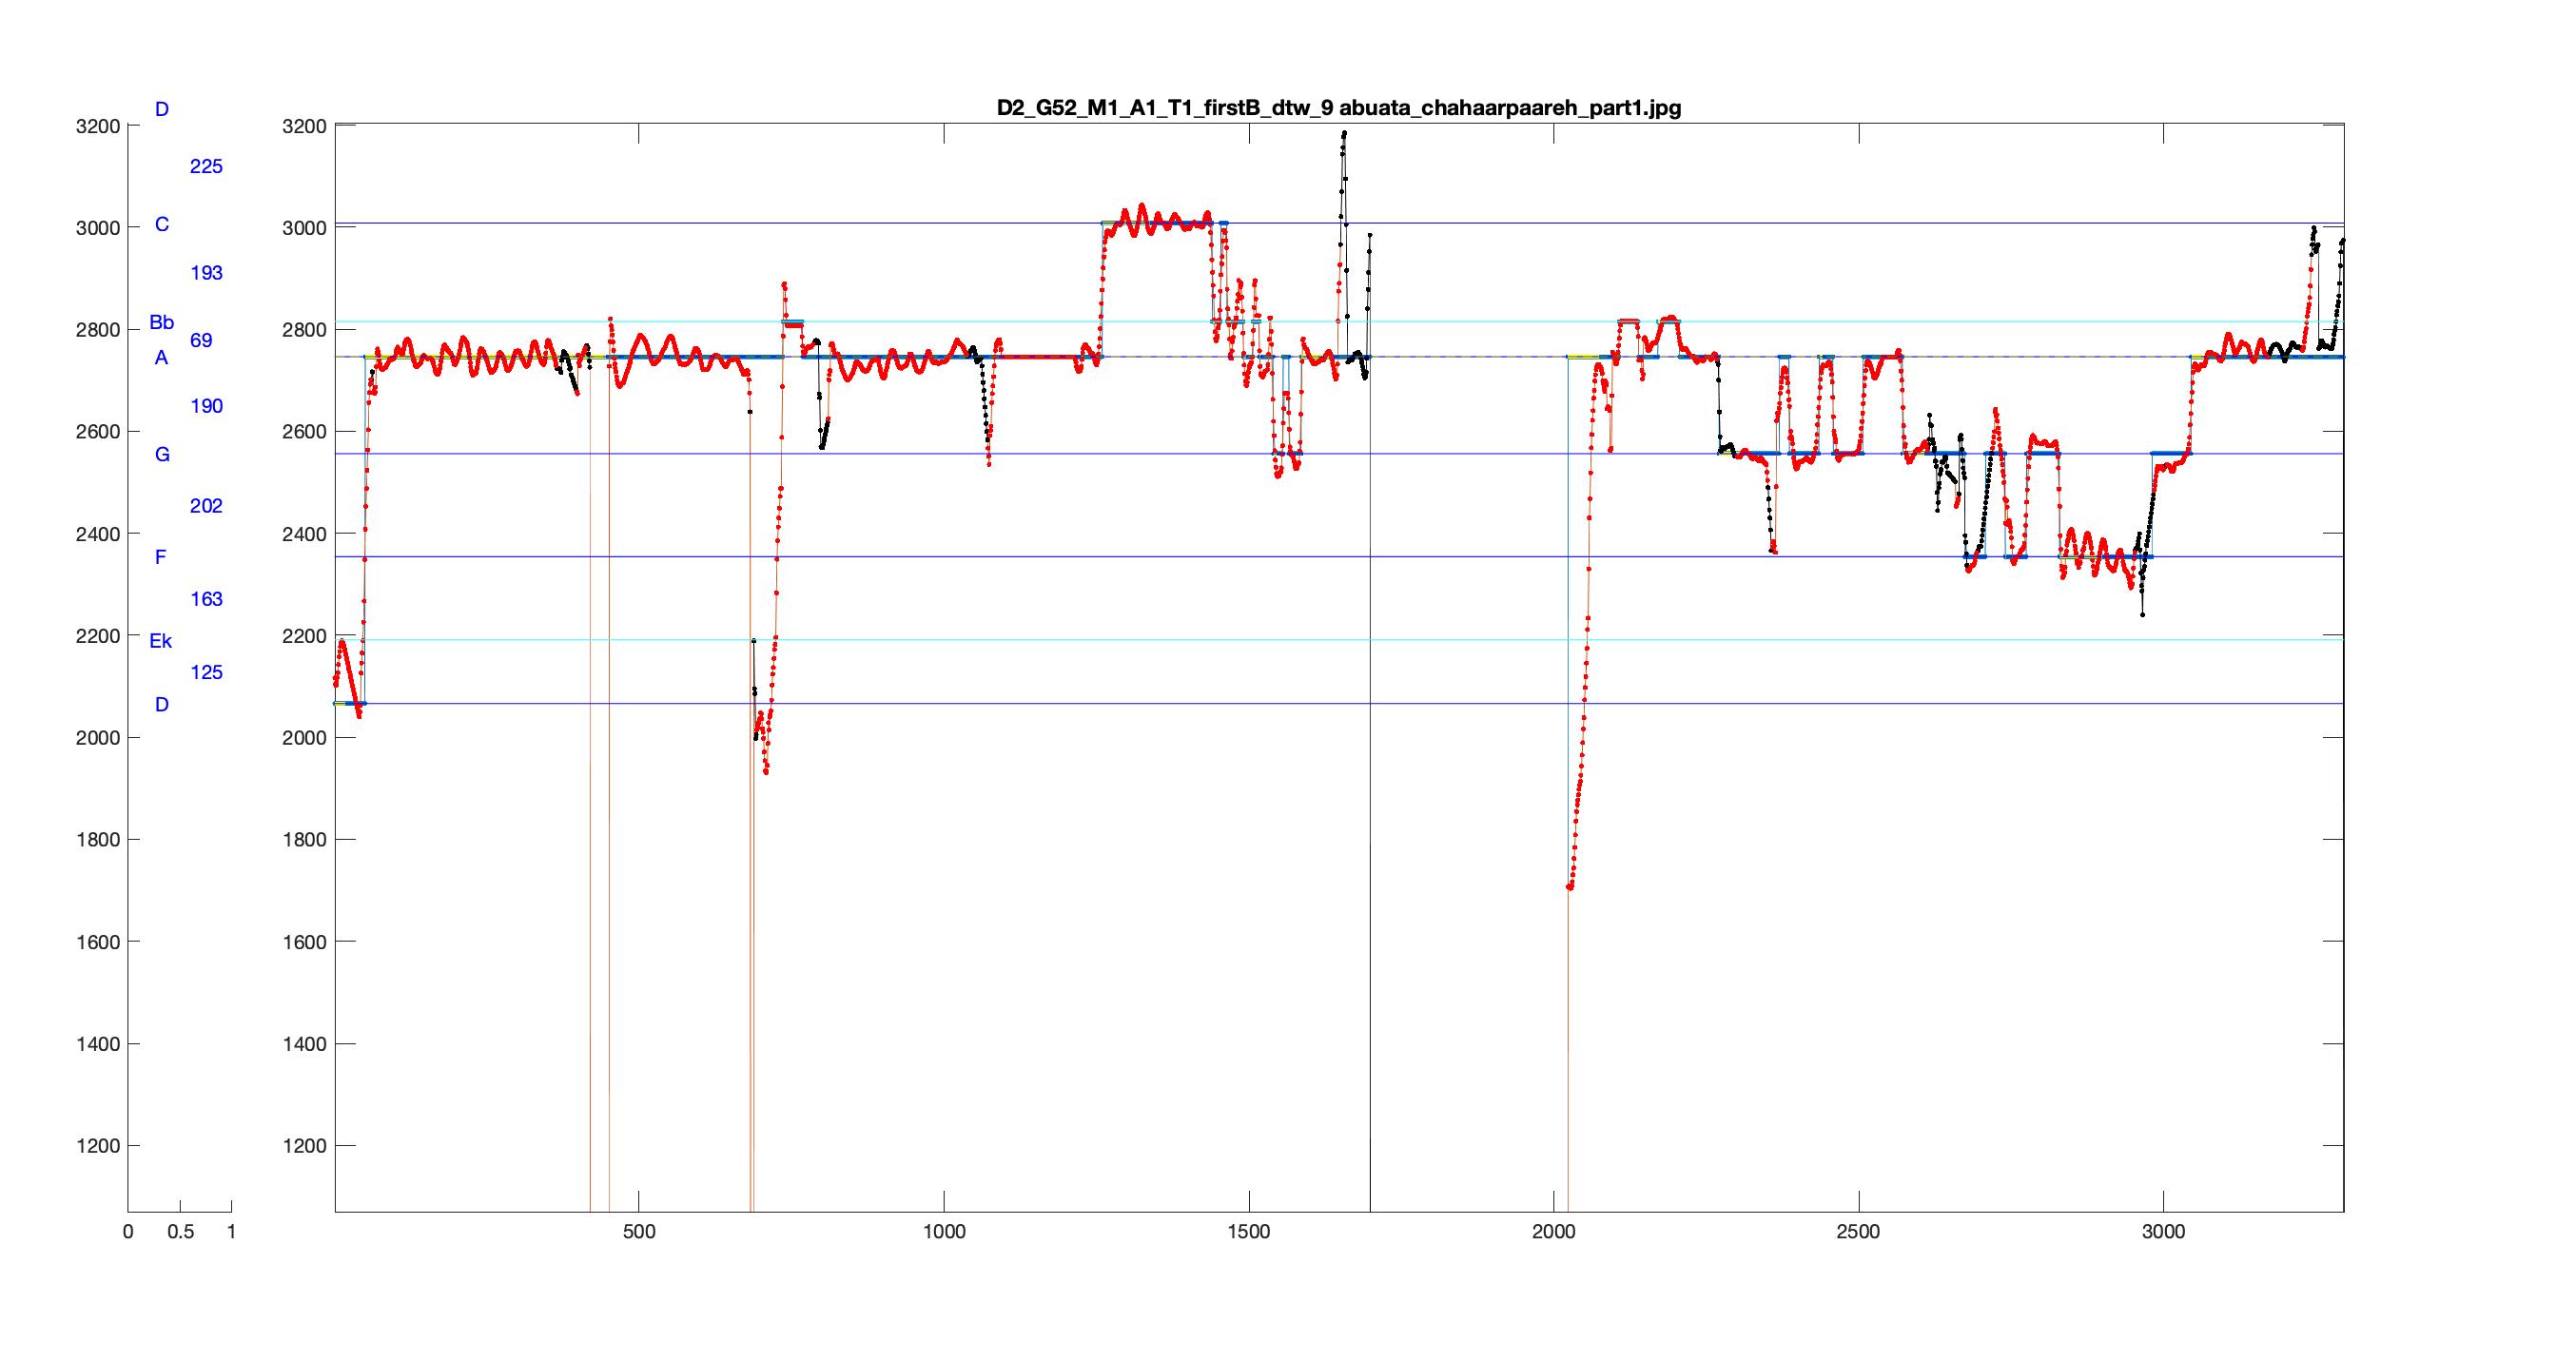 D2_G52_M1_A1_T1_firstB_dtw_9 abuata_chahaarpaareh_part1.jpg
D
3200 3200
225
C
3000 3000
193
Bb
2800 2800
69
A
2600 2600
190
G
202
2400 2400
F
163
2200 2200
Ek
125
D
2000 2000
1800 1800
1600 1600
1400 1400
1200 1200
0 0.5 1 500 1000 1500 2000 2500 3000